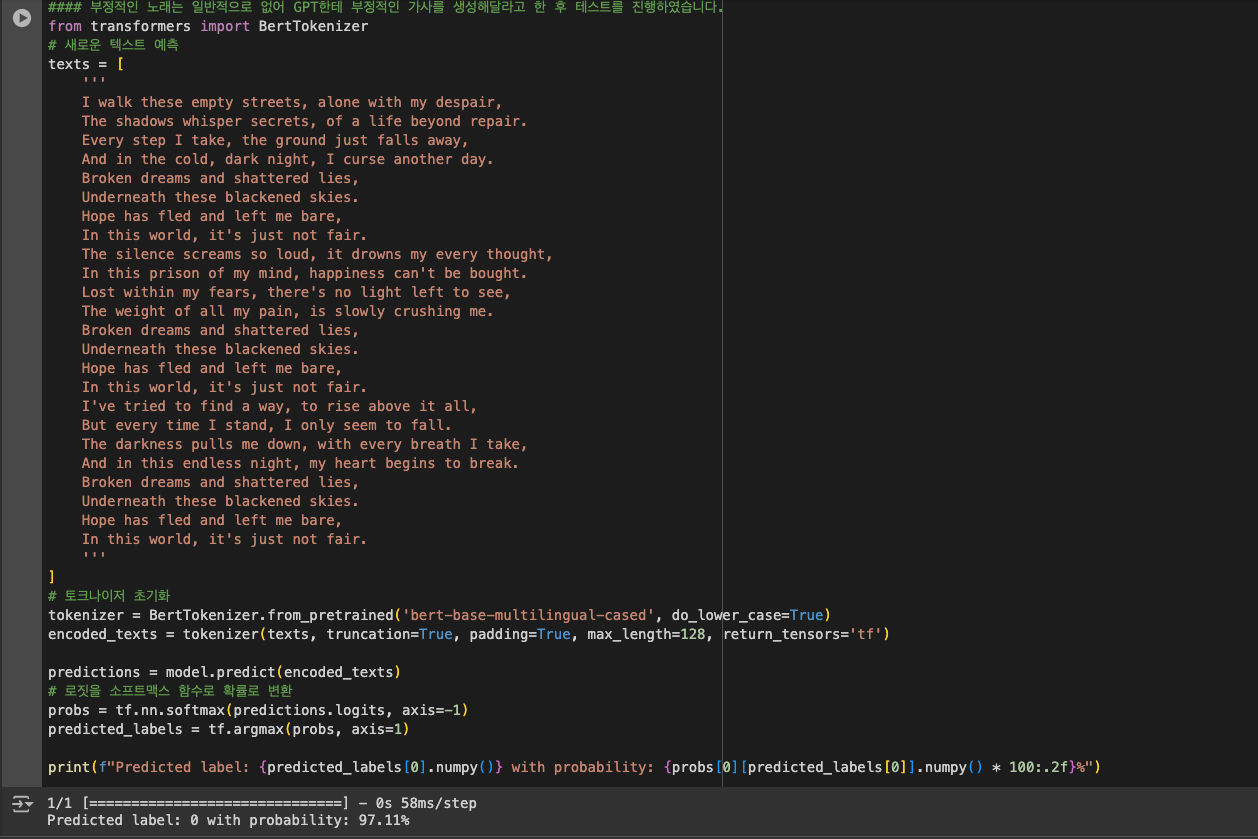 #### 부정적인 노래는 일반적으로 없어 GPT한테 부정적인 가사를 생성해달라고 한 후 테스트를 진행하였습니다.
from transformers import BertTokenizer
# 새로운 텍스트 예측
texts = [
    '''
    I walk these empty streets, alone with my despair,
    The shadows whisper secrets, of a life beyond repair.
    Every step I take, the ground just falls away,
    And in the cold, dark night, I curse another day.
    Broken dreams and shattered lies,
    Underneath these blackened skies.
    Hope has fled and left me bare,
    In this world, it's just not fair.
    The silence screams so loud, it drowns my every thought,
    In this prison of my mind, happiness can't be bought.
    Lost within my fears, there's no light left to see,
    The weight of all my pain, is slowly crushing me.
    Broken dreams and shattered lies,
    Underneath these blackened skies.
    Hope has fled and left me bare,
    In this world, it's just not fair.
    I've tried to find a way, to rise above it all,
    But every time I stand, I only seem to fall.
    The darkness pulls me down, with every breath I take,
    And in this endless night, my heart begins to break.
    Broken dreams and shattered lies,
    Underneath these blackened skies.
    Hope has fled and left me bare,
    In this world, it's just not fair.
    '''
]
# 토크나이저 초기화
tokenizer = BertTokenizer.from_pretrained('bert-base-multilingual-cased', do_lower_case=True)
encoded_texts = tokenizer(texts, truncation=True, padding=True, max_length=128, return_tensors='tf')

predictions = model.predict(encoded_texts)
# 로짓을 소프트맥스 함수로 확률로 변환
probs = tf.nn.softmax(predictions.logits, axis=-1)
predicted_labels = tf.argmax(probs, axis=1)

print(f"Predicted label: {predicted_labels[0].numpy()} with probability: {probs[0][predicted_labels[0]].numpy() * 100:.2f}%")
1/1 [==============================] - 0s 58ms/step
Predicted label: 0 with probability: 97.11%